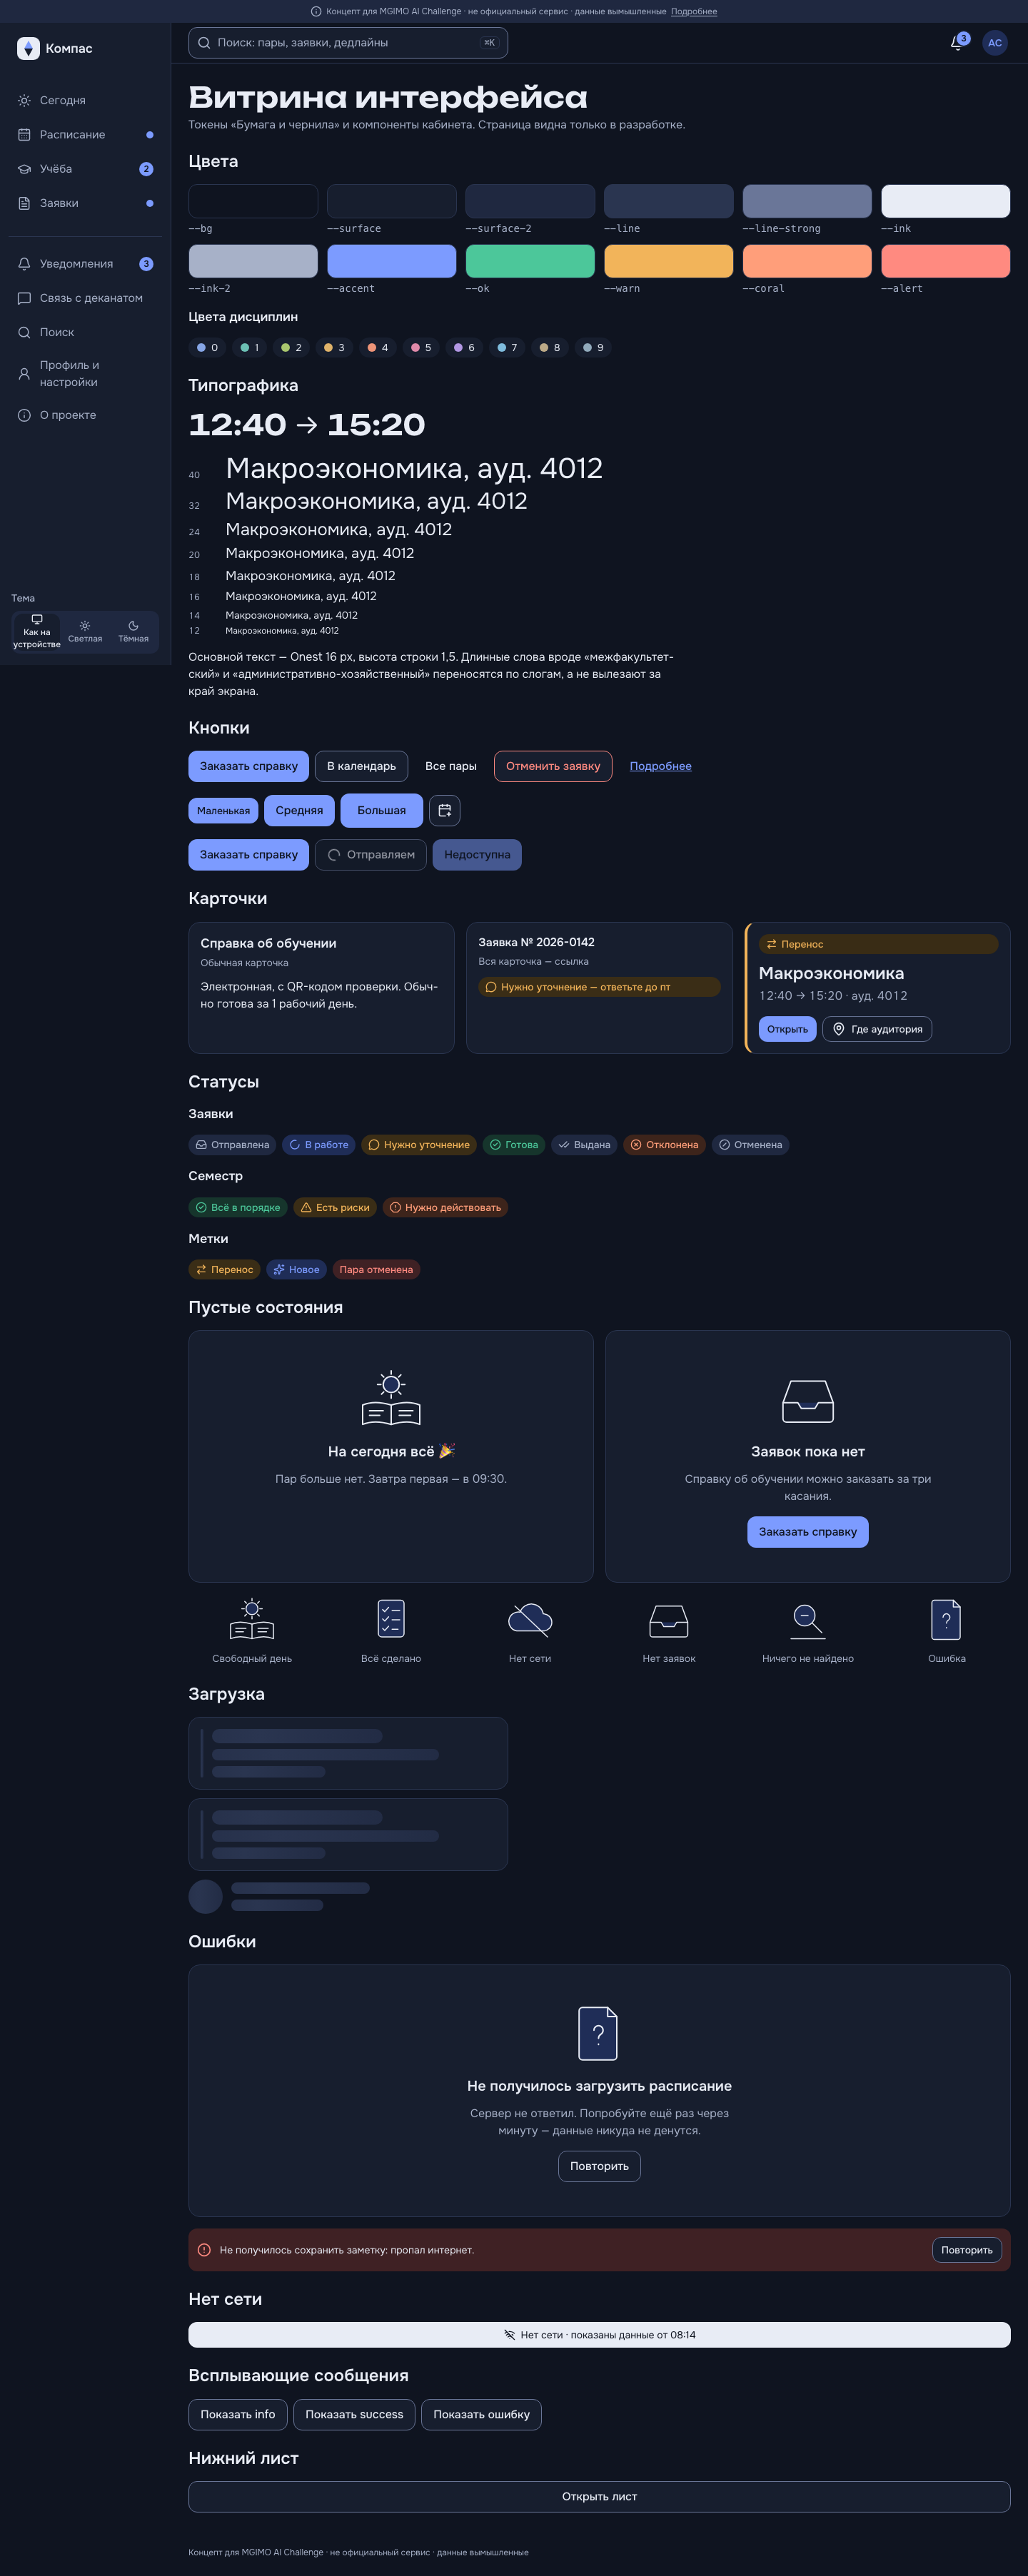 Концепт для MGIMO AI Challenge · не официальный сервис · данные вымышленные Подробнее
Компас
Поиск: пары, заявки, дедлайны
⌘K
3
АС
Сегодня
Расписание
Учёба
2
Заявки
Уведомления
3
Связь с деканатом
Поиск
Профиль и
настройки
О проекте
Тема
Как на
устройстве
Светлая
Тёмная
Витрина интерфейса
Токены «Бумага и чернила» и компоненты кабинета. Страница видна только в разработке.
Цвета
--bg
--surface
--surface-2
--line
--line-strong
--ink
--ink-2
--accent
--ok
--warn
--coral
--alert
Цвета дисциплин
0
1
2
3
4
5
6
7
8
9
Типографика
12:40 → 15:20
40 Макроэкономика, ауд. 4012
32 Макроэкономика, ауд. 4012
24 Макроэкономика, ауд. 4012
20 Макроэкономика, ауд. 4012
18 Макроэкономика, ауд. 4012
16 Макроэкономика, ауд. 4012
14 Макроэкономика, ауд. 4012
12 Макроэкономика, ауд. 4012
Основной текст — Onest 16 px, высота строки 1,5. Длинные слова вроде «межфакультет-
ский» и «административно-хозяйственный» переносятся по слогам, а не вылезают за
край экрана.
Кнопки
Заказать справку
В календарь
Все пары
Отменить заявку
Подробнее
Маленькая
Средняя
Большая
Заказать справку
Отправляем
Недоступна
Карточки
Справка об обучении
Обычная карточка
Электронная, с QR-кодом проверки. Обыч-
но готова за 1 рабочий день.
Заявка № 2026-0142
Вся карточка — ссылка
Нужно уточнение — ответьте до пт
Перенос
Макроэкономика
12:40 → 15:20 · ауд. 4012
Открыть
Где аудитория
Статусы
Заявки
Отправлена
В работе
Нужно уточнение
Готова
Выдана
Отклонена
Отменена
Семестр
Всё в порядке
Есть риски
Нужно действовать
Метки
Перенос
Новое
Пара отменена
Пустые состояния
На сегодня всё 🎉
Пар больше нет. Завтра первая — в 09:30.
Заявок пока нет
Справку об обучении можно заказать за три
касания.
Заказать справку
Свободный день
Всё сделано
Нет сети
Нет заявок
Ничего не найдено
?
Ошибка
Загрузка
Ошибки
?
Не получилось загрузить расписание
Сервер не ответил. Попробуйте ещё раз через
минуту — данные никуда не денутся.
Повторить
Не получилось сохранить заметку: пропал интернет.
Повторить
Нет сети
Нет сети · показаны данные от 08:14
Всплывающие сообщения
Показать info
Показать success
Показать ошибку
Нижний лист
Открыть лист
Концепт для MGIMO AI Challenge · не официальный сервис · данные вымышленные